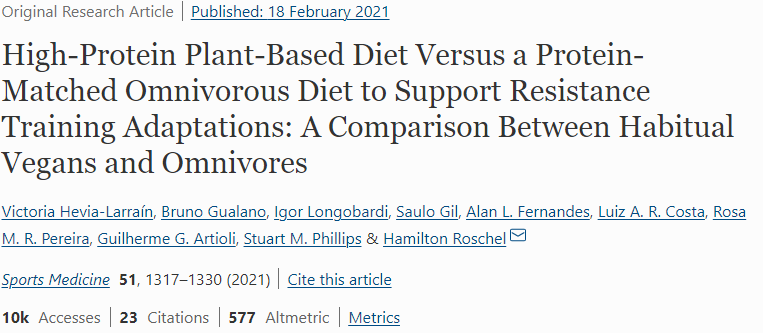 Original Research Article | Published: 18 February 2021
High-Protein Plant-Based Diet Versus a Protein-
Matched Omnivorous Diet to Support Resistance
Training Adaptations: A Comparison Between Habitual
Vegans and Omnivores
Victoria Hevia-Larraín, Bruno Gualano, Igor Longobardi, Saulo Gil, Alan L. Fernandes, Luiz A. R. Costa, Rosa
M. R. Pereira, Guilherme G. Artioli, Stuart M. Phillips & Hamilton Roschel
Sports Medicine 51, 1317–1330 (2021) | Cite this article
10k Accesses | 23 Citations | 577 Altmetric | Metrics